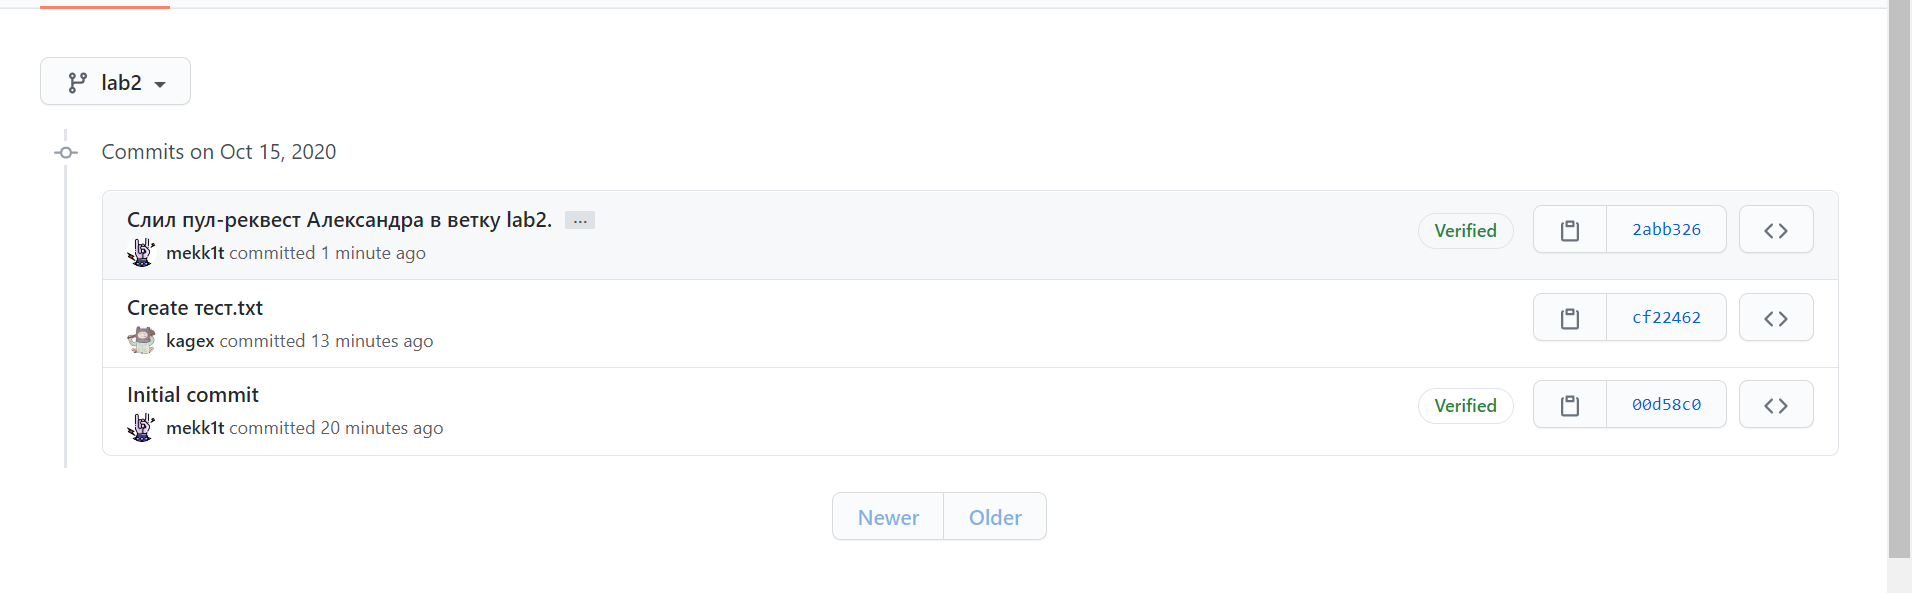 lab2
Commits on Oct 15, 2020
Слил пул-реквест Александра в ветку lab2. ...
Verified
2abb326
mekk1t committed 1 minute ago
Create тест.txt
cf22462
kagex committed 13 minutes ago
Initial commit
Verified
00d58c0
mekk1t committed 20 minutes ago
Newer Older